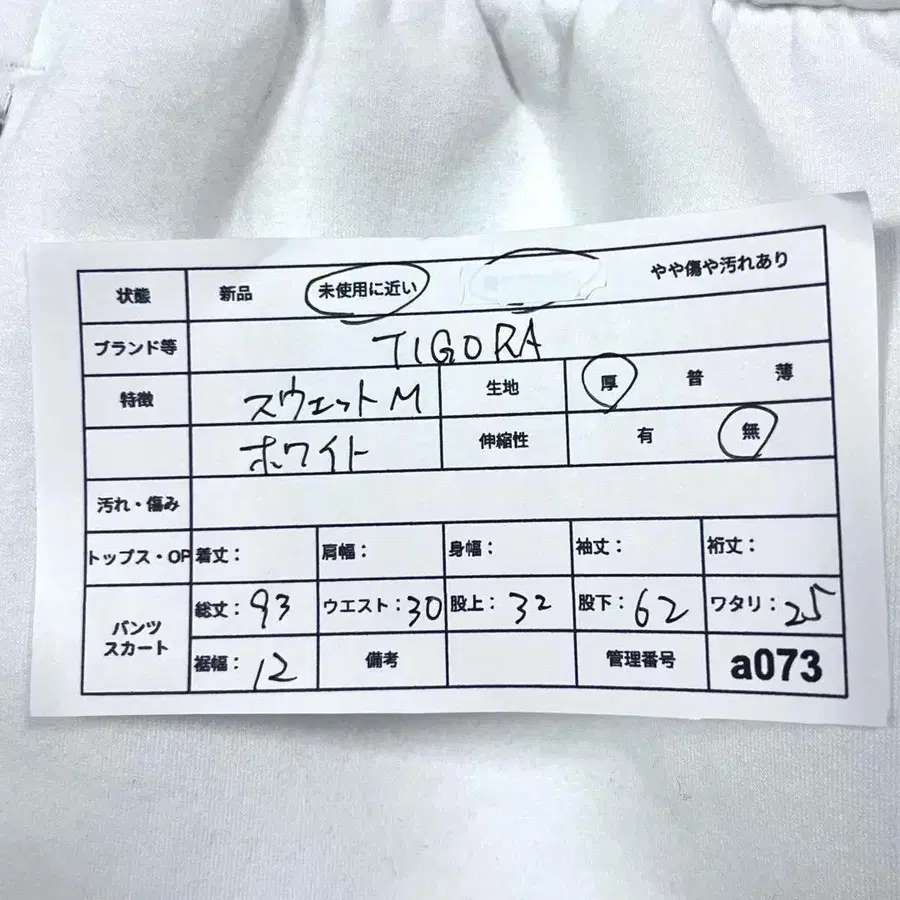 状態 新品 未使用に近い やや傷や汚れあり
ブランド等 TIGORA
特徴 スウェットM 生地 厚 普 薄
ホワイト 伸縮性 有 無
汚れ・傷み
トップス・OP 着丈： 肩幅： 身幅： 袖丈： 裄丈：
パンツ
スカート
総丈：93 ウエスト：30 股上：32 股下：62 ワタリ：25
裾幅：12 備考 管理番号 a073